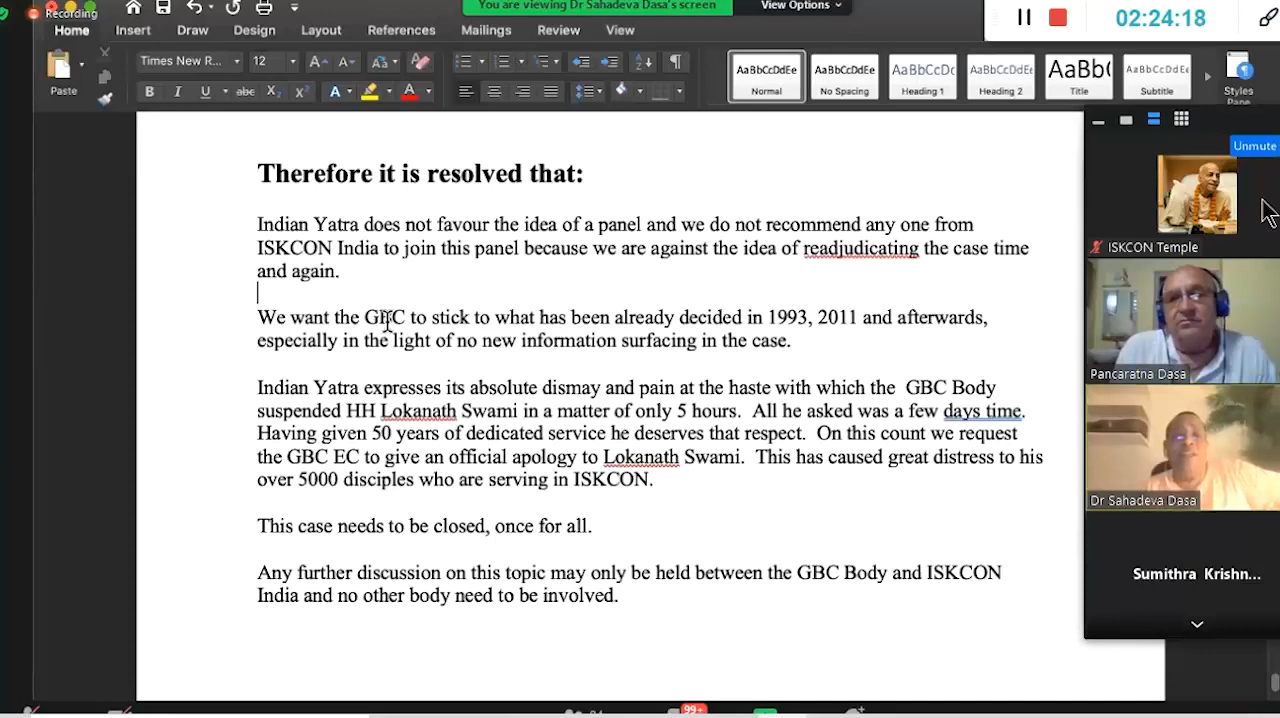 Recording
You are viewing Dr Sahadeva Dasa's screen
View Options
02:24:18
Home Insert Draw Design Layout References Mailings Review View
Paste
Times New R... 12
AaBbCcDdEe
Normal
AaBbCcDdEe
No Spacing
AaBbCcDc
Heading 1
AaBbCcDdEe
Heading 2
AaBb(
Title
AaBbCcDdEe
Subtitle
Styles
Pane
Therefore it is resolved that:
Indian Yatra does not favour the idea of a panel and we do not recommend any one from
ISKCON India to join this panel because we are against the idea of readjudicating the case time
and again.
We want the GBC to stick to what has been already decided in 1993, 2011 and afterwards,
especially in the light of no new information surfacing in the case.
Indian Yatra expresses its absolute dismay and pain at the haste with which the GBC Body
suspended HH Lokanath Swami in a matter of only 5 hours. All he asked was a few days time.
Having given 50 years of dedicated service he deserves that respect. On this count we request
the GBC EC to give an official apology to Lokanath Swami. This has caused great distress to his
over 5000 disciples who are serving in ISKCON.
This case needs to be closed, once for all.
Any further discussion on this topic may only be held between the GBC Body and ISKCON
India and no other body need to be involved.
Unmute
ISKCON Temple
Pancaratna Dasa
Dr Sahadeva Dasa
Sumithra Krishn...
99+